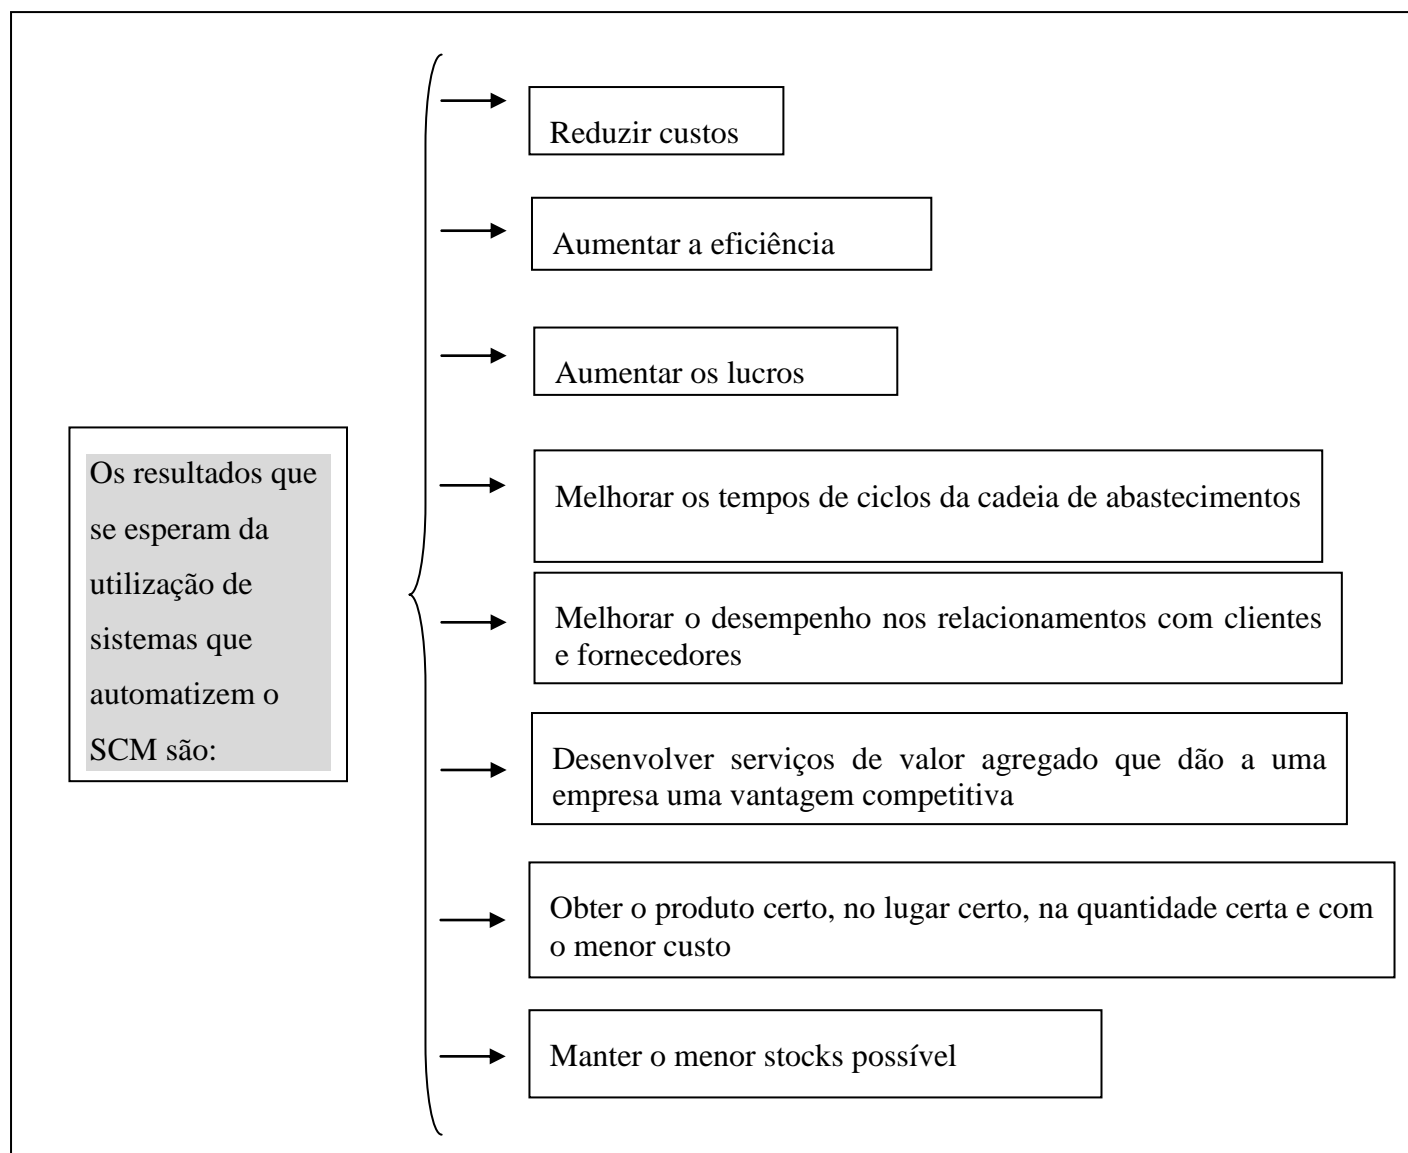 Reduzir custos
Aumentar a eficiência
Aumentar os lucros
Os resultados que
se esperam da
utilização de
sistemas que
automatizem o
SCM são:
Melhorar os tempos de ciclos da cadeia de abastecimentos
Melhorar o desempenho nos relacionamentos com clientes
e fornecedores
Desenvolver serviços de valor agregado que dão a uma
empresa uma vantagem competitiva
Obter o produto certo, no lugar certo, na quantidade certa e com
o menor custo
Manter o menor stocks possível